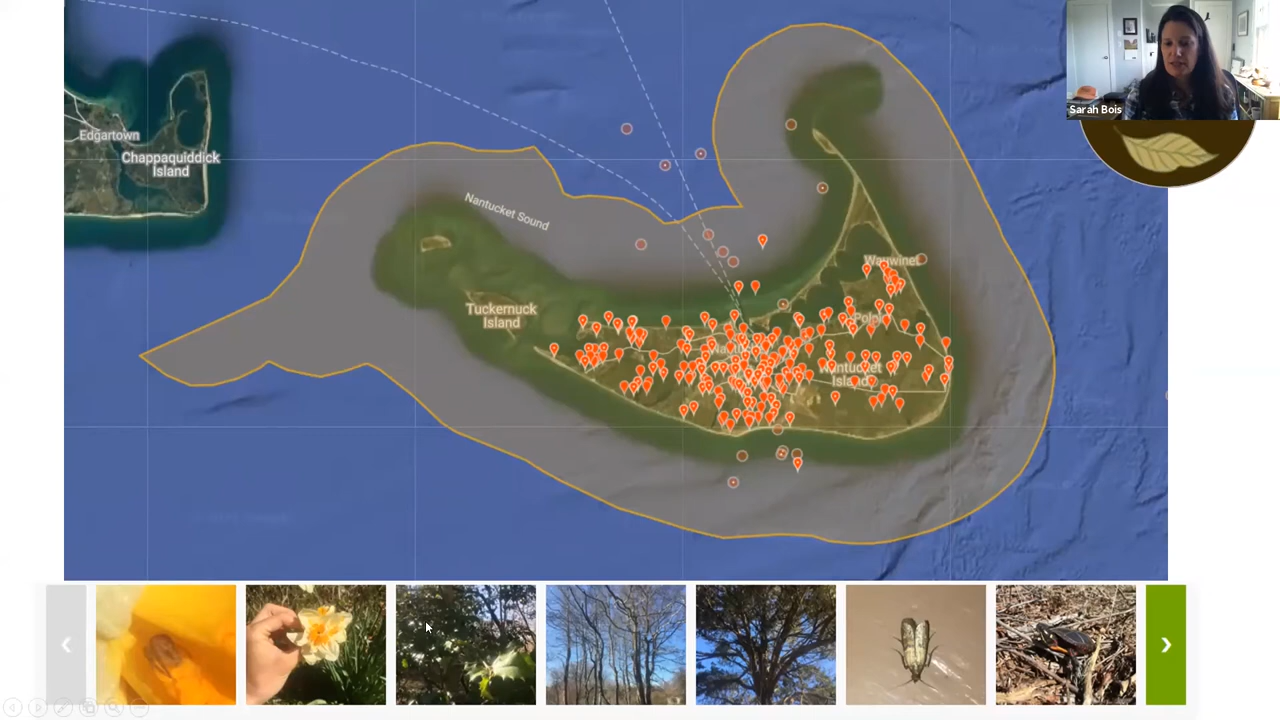 Sarah Bois
Edgartown
Chappaquiddick
Island
Nantucket Sound
Wauwinet
Tuckernuck
Island
Polpis
Nantucket
Island